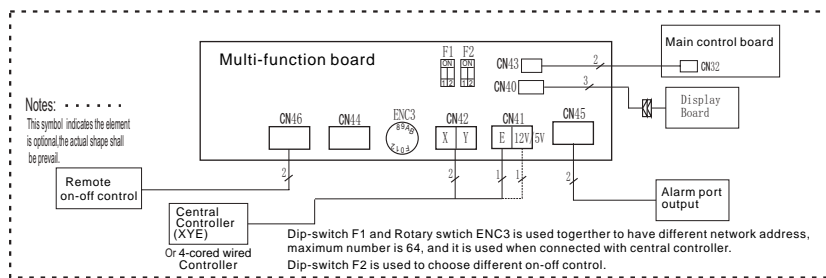 F1 F2
ON ON
1 2 1 2
Multi-function board
CN43
CN40
2
3
Main control board
CN32
Display
Board
Notes: · · · · · ·
This symbol indicates the element
is optional,the actual shape shall
be prevail.
CN46
CN44
ENC3
CN42
X Y
CN41
E 12V/5V
CN45
2
2
1
1
2
Remote
on-off control
Central
Controller
(XYE)
Or 4-cored wired
Controller
Alarm port
output
Dip-switch F1 and Rotary swtich ENC3 is used togerther to have different network address,
maximum number is 64, and it is used when connected with central controller.
Dip-switch F2 is used to choose different on-off control.